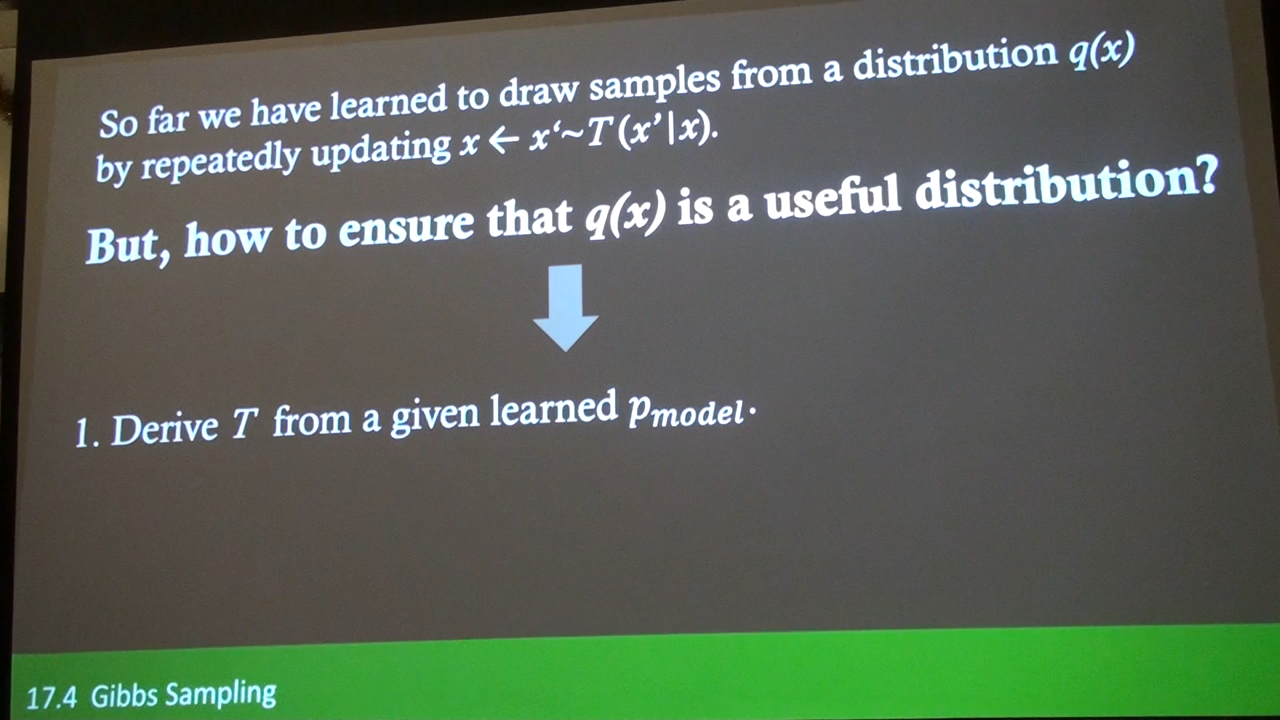 So far we have learned to draw samples from a distribution q(x)
by repeatedly updating x ← x‘~T(x’|x).
But, how to ensure that q(x) is a useful distribution?
1. Derive T from a given learned pmodel.
17.4 Gibbs Sampling